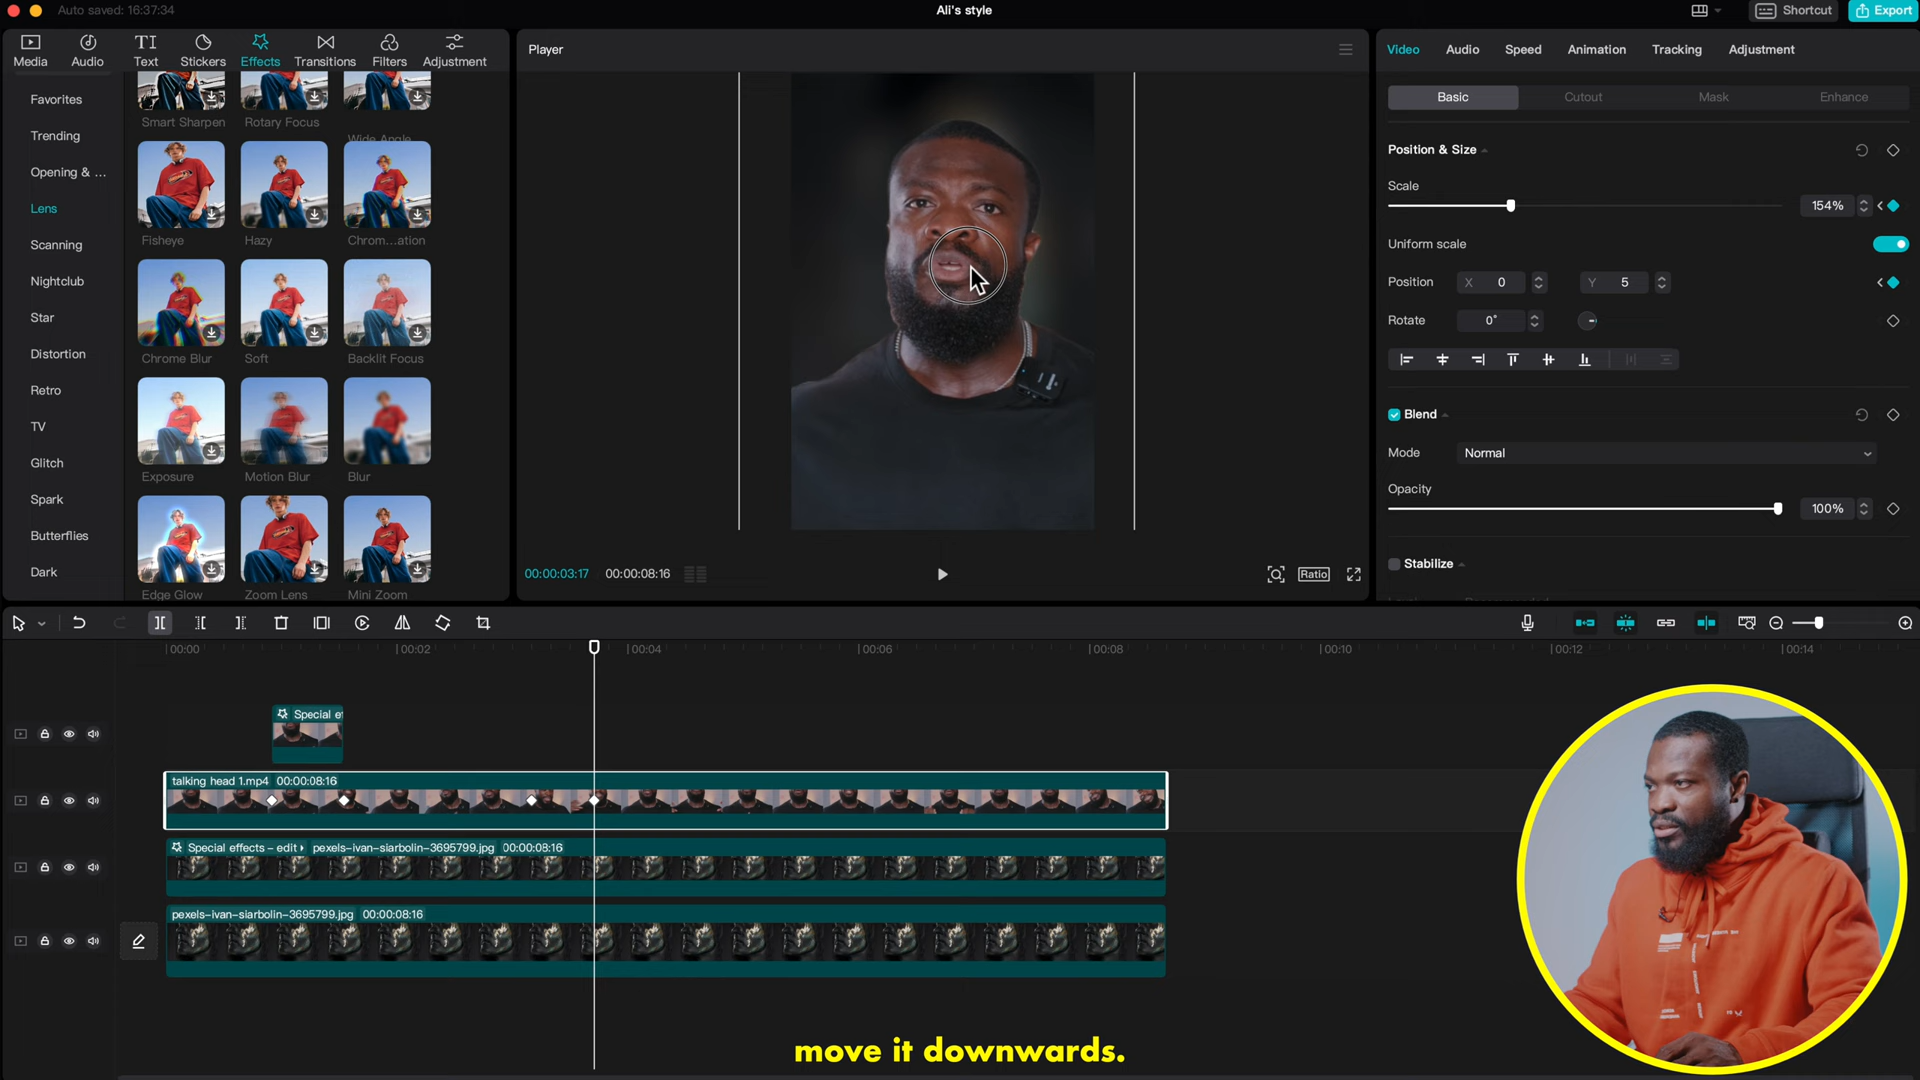 Auto saved: 16:37:34
Ali's style
Shortcut
Export
Media
Audio
TI
Text
Stickers
Effects
Transitions
Filters
Adjustment
Favorites
Trending
Opening & ...
Lens
Scanning
Nightclub
Star
Distortion
Retro
TV
Glitch
Spark
Butterflies
Dark
Smart Sharpen
Rotary Focus
Wide Angle
Fisheye
Hazy
Chrom...ation
Chrome Blur
Soft
Backlit Focus
Exposure
Motion Blur
Blur
Edge Glow
Zoom Lens
Mini Zoom
Player
00:00:03:17
00:00:08:16
Ratio
Video
Audio
Speed
Animation
Tracking
Adjustment
Basic
Cutout
Mask
Enhance
Position & Size
Scale
154%
Uniform scale
Position
X 0
Y 5
Rotate
0°
Blend
Mode
Normal
Opacity
100%
Stabilize
00:00
00:02
00:04
00:06
00:08
00:10
00:12
00:14
Special ef
talking head 1.mp4 00:00:08:16
Special effects – edit pexels-ivan-siarbolin-3695799.jpg 00:00:08:16
pexels-ivan-siarbolin-3695799.jpg 00:00:08:16
move it downwards.